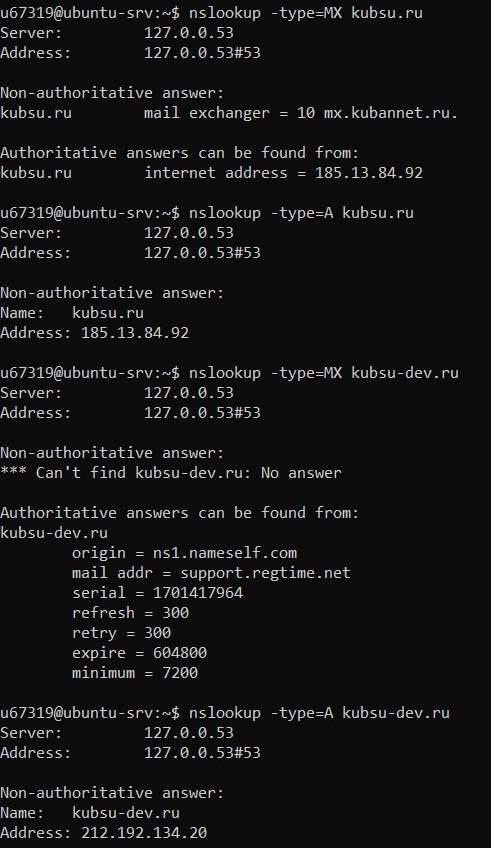 u67319@ubuntu-srv:~$ nslookup -type=MX kubsu.ru
Server:         127.0.0.53
Address:        127.0.0.53#53

Non-authoritative answer:
kubsu.ru        mail exchanger = 10 mx.kubannet.ru.

Authoritative answers can be found from:
kubsu.ru        internet address = 185.13.84.92

u67319@ubuntu-srv:~$ nslookup -type=A kubsu.ru
Server:         127.0.0.53
Address:        127.0.0.53#53

Non-authoritative answer:
Name:   kubsu.ru
Address: 185.13.84.92

u67319@ubuntu-srv:~$ nslookup -type=MX kubsu-dev.ru
Server:         127.0.0.53
Address:        127.0.0.53#53

Non-authoritative answer:
*** Can't find kubsu-dev.ru: No answer

Authoritative answers can be found from:
kubsu-dev.ru
        origin = ns1.nameself.com
        mail addr = support.regtime.net
        serial = 1701417964
        refresh = 300
        retry = 300
        expire = 604800
        minimum = 7200

u67319@ubuntu-srv:~$ nslookup -type=A kubsu-dev.ru
Server:         127.0.0.53
Address:        127.0.0.53#53

Non-authoritative answer:
Name:   kubsu-dev.ru
Address: 212.192.134.20